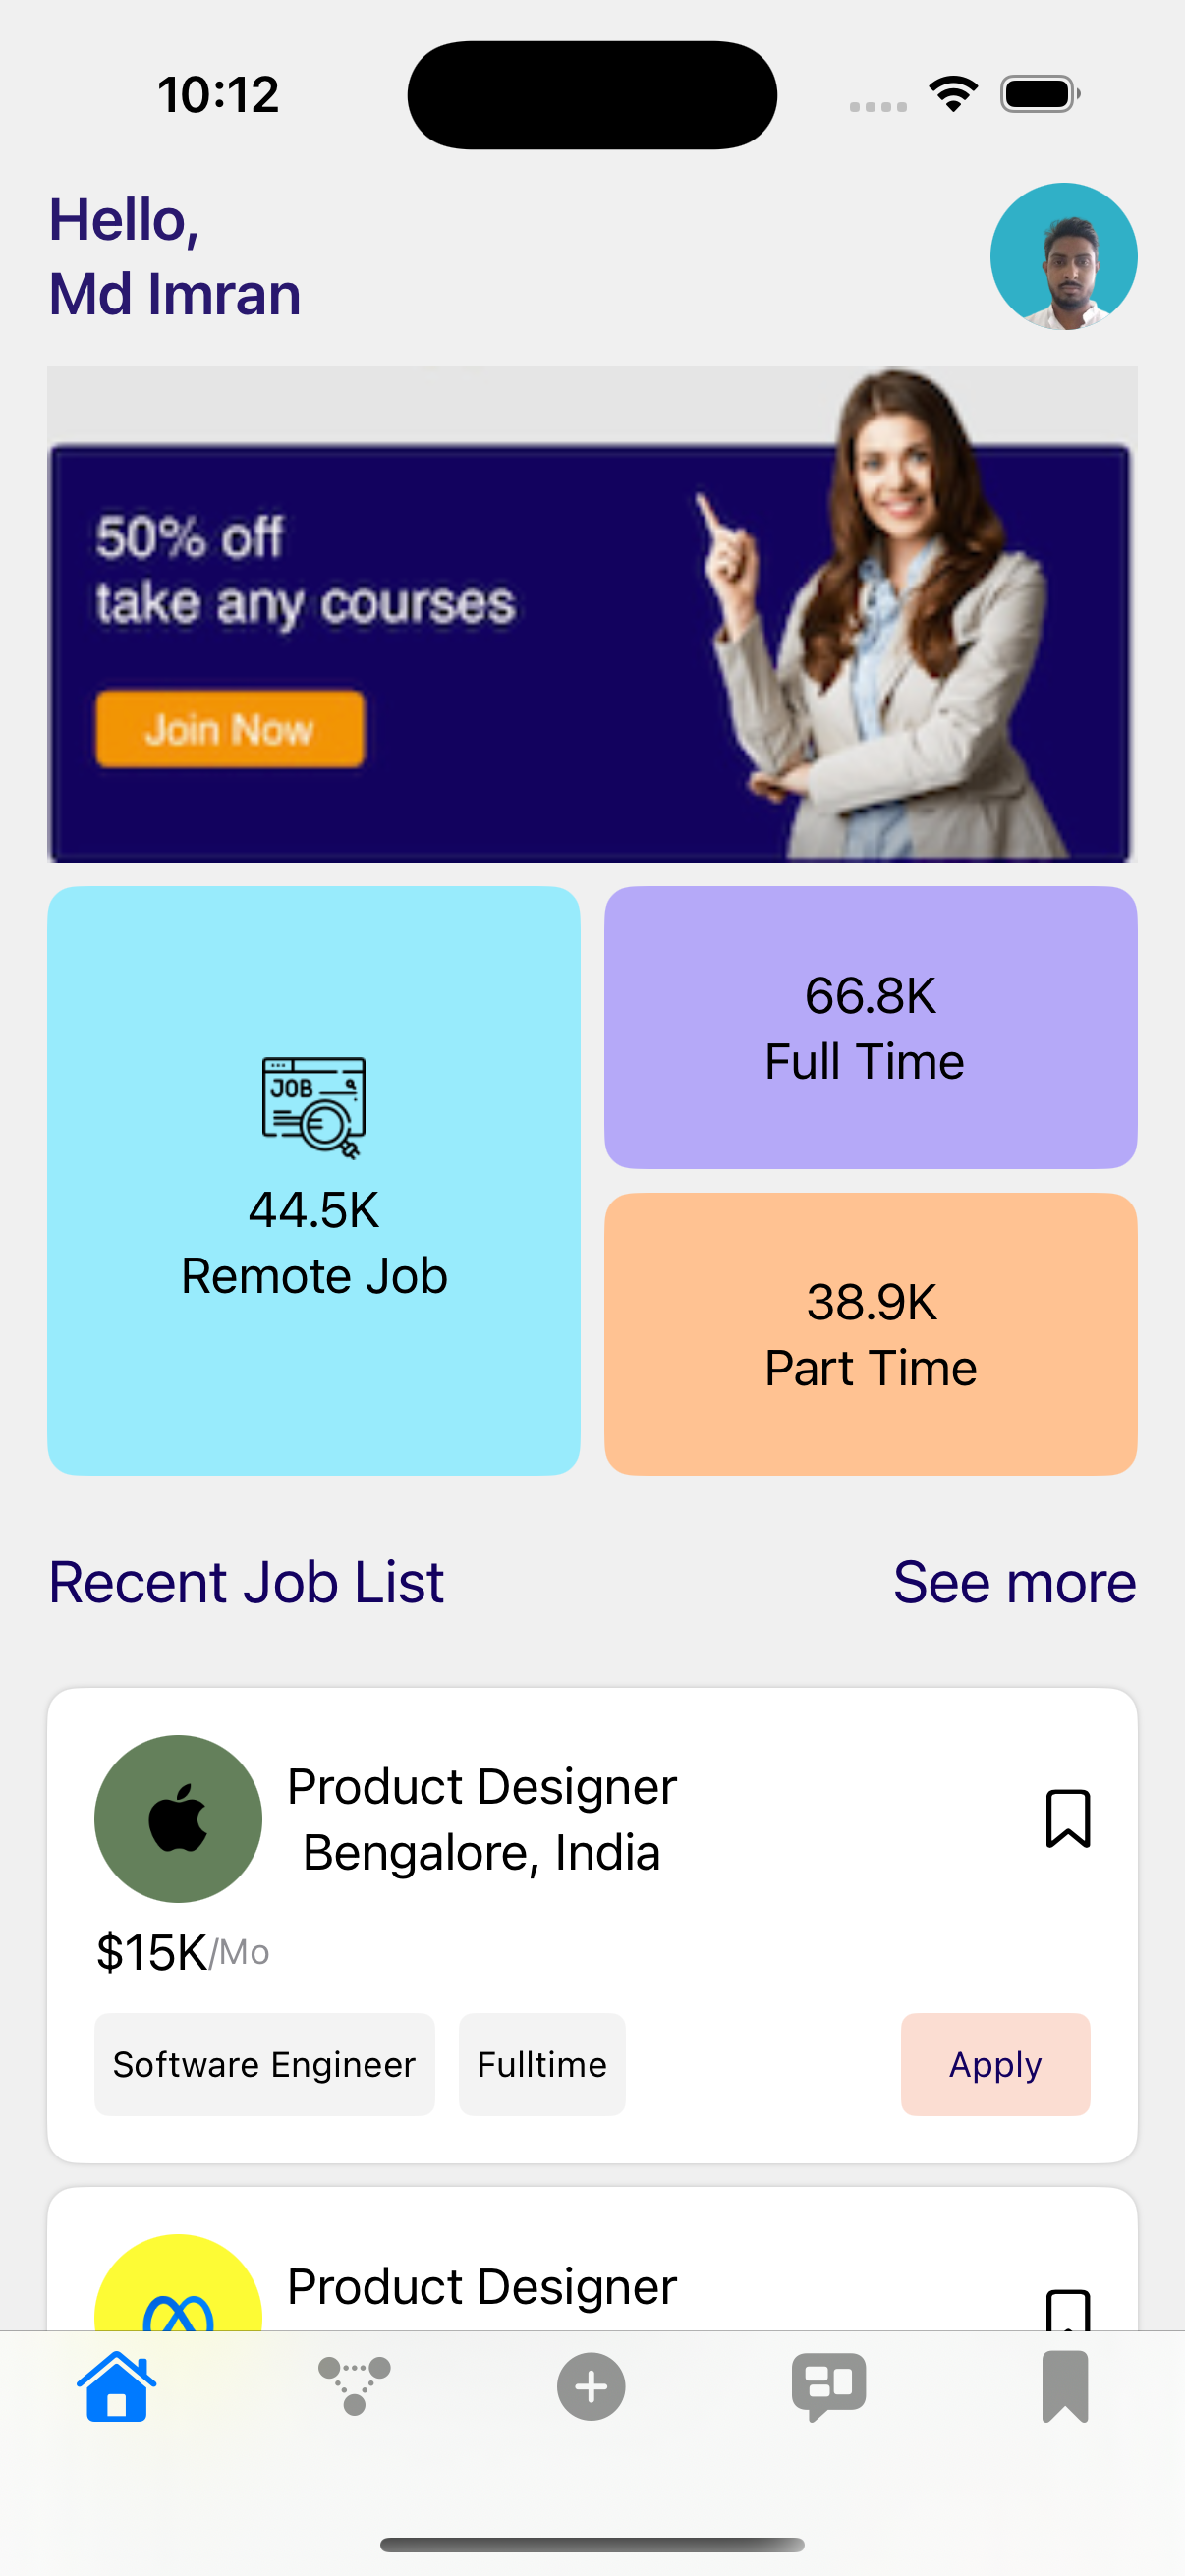 10:12
Hello,
Md Imran
50% off
take any courses
Join Now
JOB
44.5K
Remote Job
66.8K
Full Time
38.9K
Part Time
Recent Job List
See more
Product Designer
Bengalore, India
$15K/Mo
Software Engineer
Fulltime
Apply
Product Designer